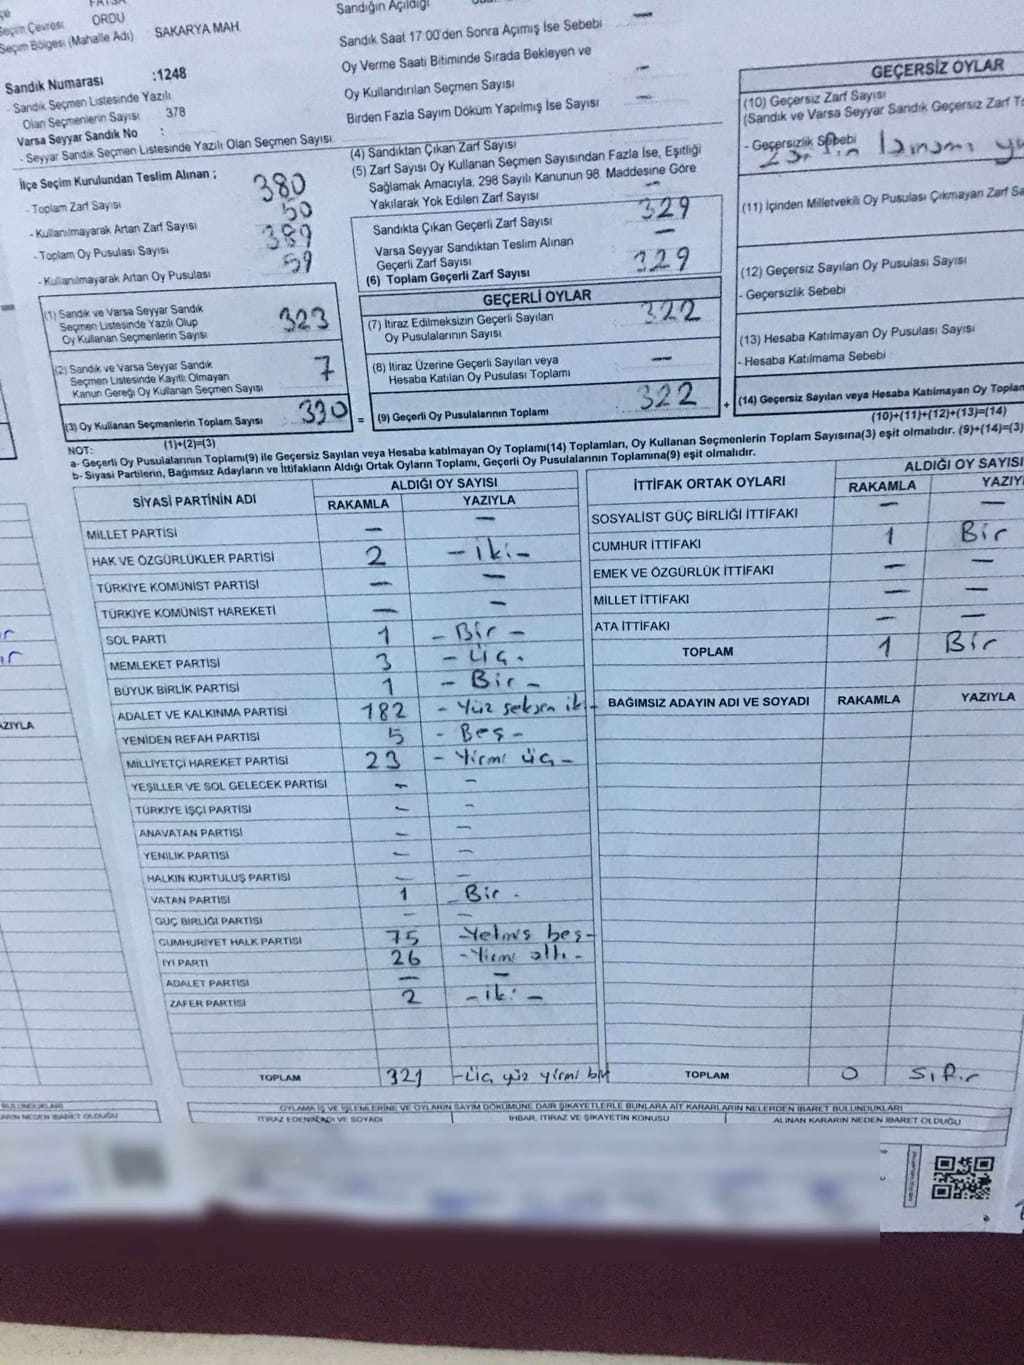 FATSA
Seçim Çevresi ORDU
Seçim Bölgesi (Mahalle Adı) SAKARYA MAH
Sandık Numarası :1248
- Sandık Seçmen Listesinde Yazılı
Olan Seçmenlerin Sayısı 378
Varsa Seyyar Sandık No :
- Seyyar Sandık Seçmen Listesinde Yazılı Olan Seçmen Sayısı
Sandığın Açıldığı
Sandık Saat 17:00'den Sonra Açımış İse Sebebi —
Oy Verme Saati Bitiminde Sırada Bekleyen ve
Oy Kullandırılan Seçmen Sayısı —
Birden Fazla Sayım Döküm Yapılmış İse Sayısı —
İlçe Seçim Kurulundan Teslim Alınan ;
- Toplam Zarf Sayısı 380
- Kullanılmayarak Artan Zarf Sayısı 50
- Toplam Oy Pusulası Sayısı 389
- Kullanılmayarak Artan Oy Pusulası 59
(1) Sandık ve Varsa Seyyar Sandık
Seçmen Listesinde Yazılı Olup
Oy Kullanan Seçmenlerin Sayısı 323
(2) Sandık ve Varsa Seyyar Sandık
Seçmen Listesinde Kayıtlı Olmayan
Kanun Gereği Oy Kullanan Seçmen Sayısı 7
(3) Oy Kullanan Seçmenlerin Toplam Sayısı 330
(1)+(2)=(3)
(4) Sandıktan Çıkan Zarf Sayısı
(5) Zarf Sayısı Oy Kullanan Seçmen Sayısından Fazla İse, Eşitliği
Sağlamak Amacıyla, 298 Sayılı Kanunun 98. Maddesine Göre
Yakılarak Yok Edilen Zarf Sayısı —
Sandıkta Çıkan Geçerli Zarf Sayısı 329
Varsa Seyyar Sandıktan Teslim Alınan
Geçerli Zarf Sayısı —
(6) Toplam Geçerli Zarf Sayısı 329
GEÇERLİ OYLAR
(7) İtiraz Edilmeksizin Geçerli Sayılan
Oy Pusulalarının Sayısı 322
(8) İtiraz Üzerine Geçerli Sayılan veya
Hesaba Katılan Oy Pusulası Toplamı —
= (9) Geçerli Oy Pusulalarının Toplamı 322 +
GEÇERSİZ OYLAR
(10) Geçersiz Zarf Sayısı
(Sandık ve Varsa Seyyar Sandık Geçersiz Zarf
- Geçersizlik Sebebi
(11) İçinden Milletvekili Oy Pusulası Çıkmayan Zarf
(12) Geçersiz Sayılan Oy Pusulası Sayısı
- Geçersizlik Sebebi
(13) Hesaba Katılmayan Oy Pusulası Sayısı
- Hesaba Katılmama Sebebi
(14) Geçersiz Sayılan veya Hesaba Katılmayan Oy
(10)+(11)+(12)+(13)=(14)
NOT:
a- Geçerli Oy Pusulalarının Toplamı(9) ile Geçersiz Sayılan veya Hesaba katılmayan Oy Toplamı(14) Toplamları, Oy Kullanan Seçmenlerin Toplam Sayısına(3) eşit olmalıdır. (9)+(14)=(3)
b- Siyasi Partilerin, Bağımsız Adayların ve İttifakların Aldığı Ortak Oyların Toplamı, Geçerli Oy Pusulalarının Toplamına(9) eşit olmalıdır.
SİYASİ PARTİNİN ADI ALDIĞI OY SAYISI
RAKAMLA YAZIYLA
MİLLET PARTİSİ — —
HAK VE ÖZGÜRLÜKLER PARTİSİ 2 - iki -
TÜRKİYE KOMÜNİST PARTİSİ — —
TÜRKİYE KOMÜNİST HAREKETİ — —
SOL PARTİ 1 - Bir -
MEMLEKET PARTİSİ 3 - Üç.
BÜYÜK BİRLİK PARTİSİ 1 - Bir -
ADALET VE KALKINMA PARTİSİ 182 - Yüz seksen iki -
YENİDEN REFAH PARTİSİ 5 - Beş -
MİLLİYETÇİ HAREKET PARTİSİ 23 - Yirmi üç -
YEŞİLLER VE SOL GELECEK PARTİSİ - -
TÜRKİYE İŞÇİ PARTİSİ - -
ANAVATAN PARTİSİ - -
YENİLİK PARTİSİ - -
HALKIN KURTULUŞ PARTİSİ - -
VATAN PARTİSİ 1 - Bir .
GÜÇ BİRLİĞİ PARTİSİ - -
CUMHURİYET HALK PARTİSİ 75 - Yetmiş beş -
İYİ PARTİ 26 - Yirmi altı -
ADALET PARTİSİ — —
ZAFER PARTİSİ 2 - iki -
TOPLAM 321 - Üç yüz yirmi bir
İTTİFAK ORTAK OYLARI ALDIĞI OY SAYISI
RAKAMLA
SOSYALİST GÜÇ BİRLİĞİ İTTİFAKI — —
CUMHUR İTTİFAKI 1 Bir
EMEK VE ÖZGÜRLÜK İTTİFAKI — —
MİLLET İTTİFAKI — —
ATA İTTİFAKI — —
TOPLAM 1 Bir
BAĞIMSIZ ADAYIN ADI VE SOYADI RAKAMLA YAZIYLA
TOPLAM 0 Sıfır
OYLAMA İŞ VE İŞLEMLERİNE VE OYLARIN SAYIM DÖKÜMÜNE DAİR ŞİKAYETLERLE BUNLARA AİT KARARLARIN NELERDEN İBARET BULUNDUKLARI
İTİRAZ EDENİN ADI VE SOYADI İHBAR, İTİRAZ VE ŞİKAYETİN KONUSU ALINAN KARARIN NEDEN İBARET OLDUĞU